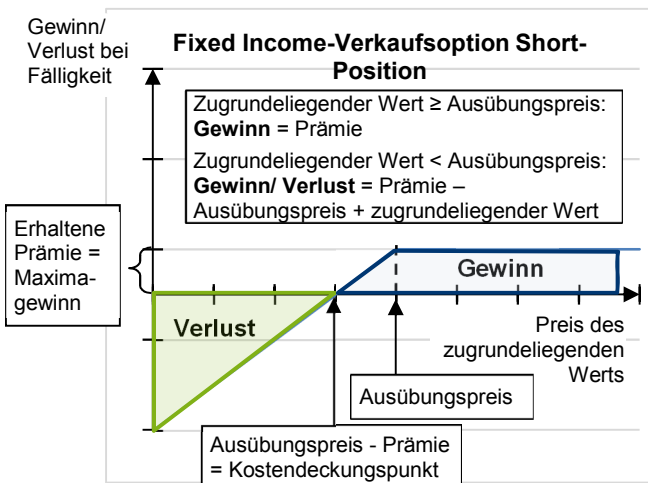 Gewinn/
Verlust bei
Fälligkeit
Fixed Income-Verkaufsoption Short-
Position
Zugrundeliegender Wert ≥ Ausübungspreis:
Gewinn = Prämie
Zugrundeliegender Wert < Ausübungspreis:
Gewinn/ Verlust = Prämie –
Ausübungspreis + zugrundeliegender Wert
Erhaltene
Prämie =
Maxima-
gewinn
Gewinn
Verlust
Preis des
zugrundeliegenden
Werts
Ausübungspreis
Ausübungspreis - Prämie
= Kostendeckungspunkt